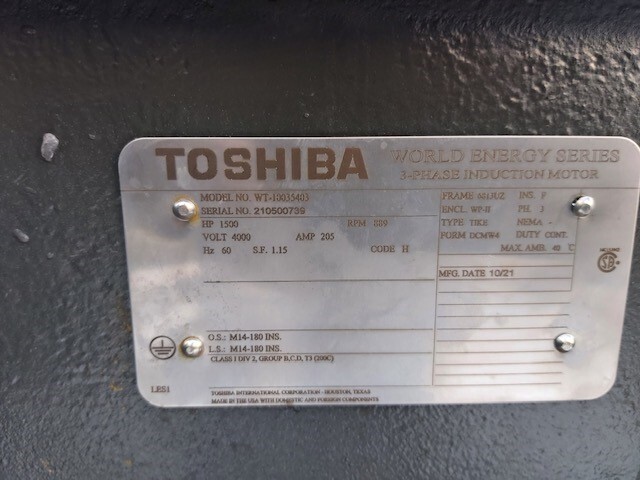 TOSHIBA WORLD ENERGY SERIES
3-PHASE INDUCTION MOTOR
MODEL NO. WT-10035403
SERIAL NO. 210500739
HP 1500 RPM 889
VOLT 4000 AMP 205
Hz 60 S.F. 1.15 CODE H
FRAME INS. F
ENCL. WP-II PH. 3
TYPE TIKE NEMA -
FORM DCMW4 DUTY CONT.
MAX. AMB. 40 °C
MFG. DATE 10/21
O.S.: M14-180 INS.
L.S.: M14-180 INS.
CLASS I DIV 2, GROUP B,C,D, T3 (200C)
LES1
TOSHIBA INTERNATIONAL CORPORATION - HOUSTON, TEXAS
MADE IN THE USA WITH DOMESTIC AND FOREIGN COMPONENTS